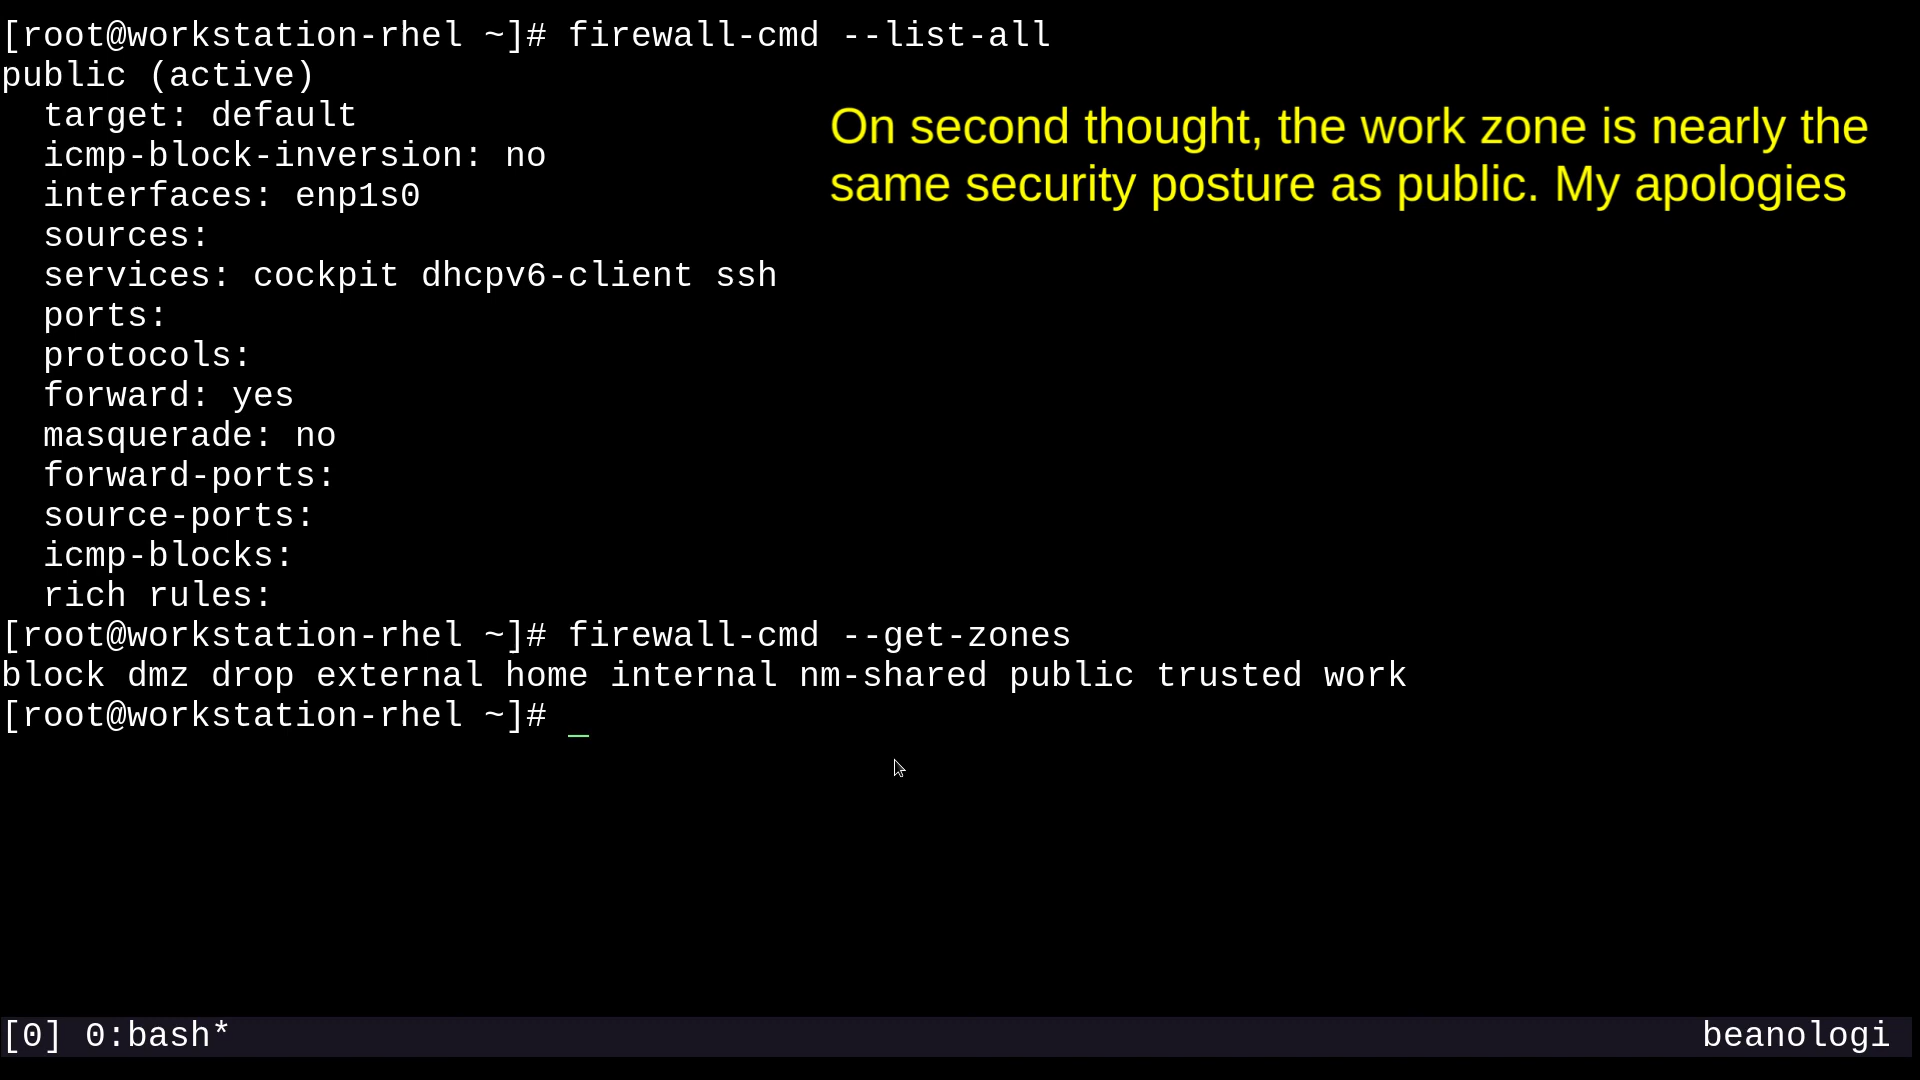 [root@workstation-rhel ~]# firewall-cmd --list-all
public (active)
  target: default
  icmp-block-inversion: no
  interfaces: enp1s0
  sources:
  services: cockpit dhcpv6-client ssh
  ports:
  protocols:
  forward: yes
  masquerade: no
  forward-ports:
  source-ports:
  icmp-blocks:
  rich rules:
[root@workstation-rhel ~]# firewall-cmd --get-zones
block dmz drop external home internal nm-shared public trusted work
[root@workstation-rhel ~]# _
On second thought, the work zone is nearly the
same security posture as public. My apologies
[0] 0:bash*
beanologi